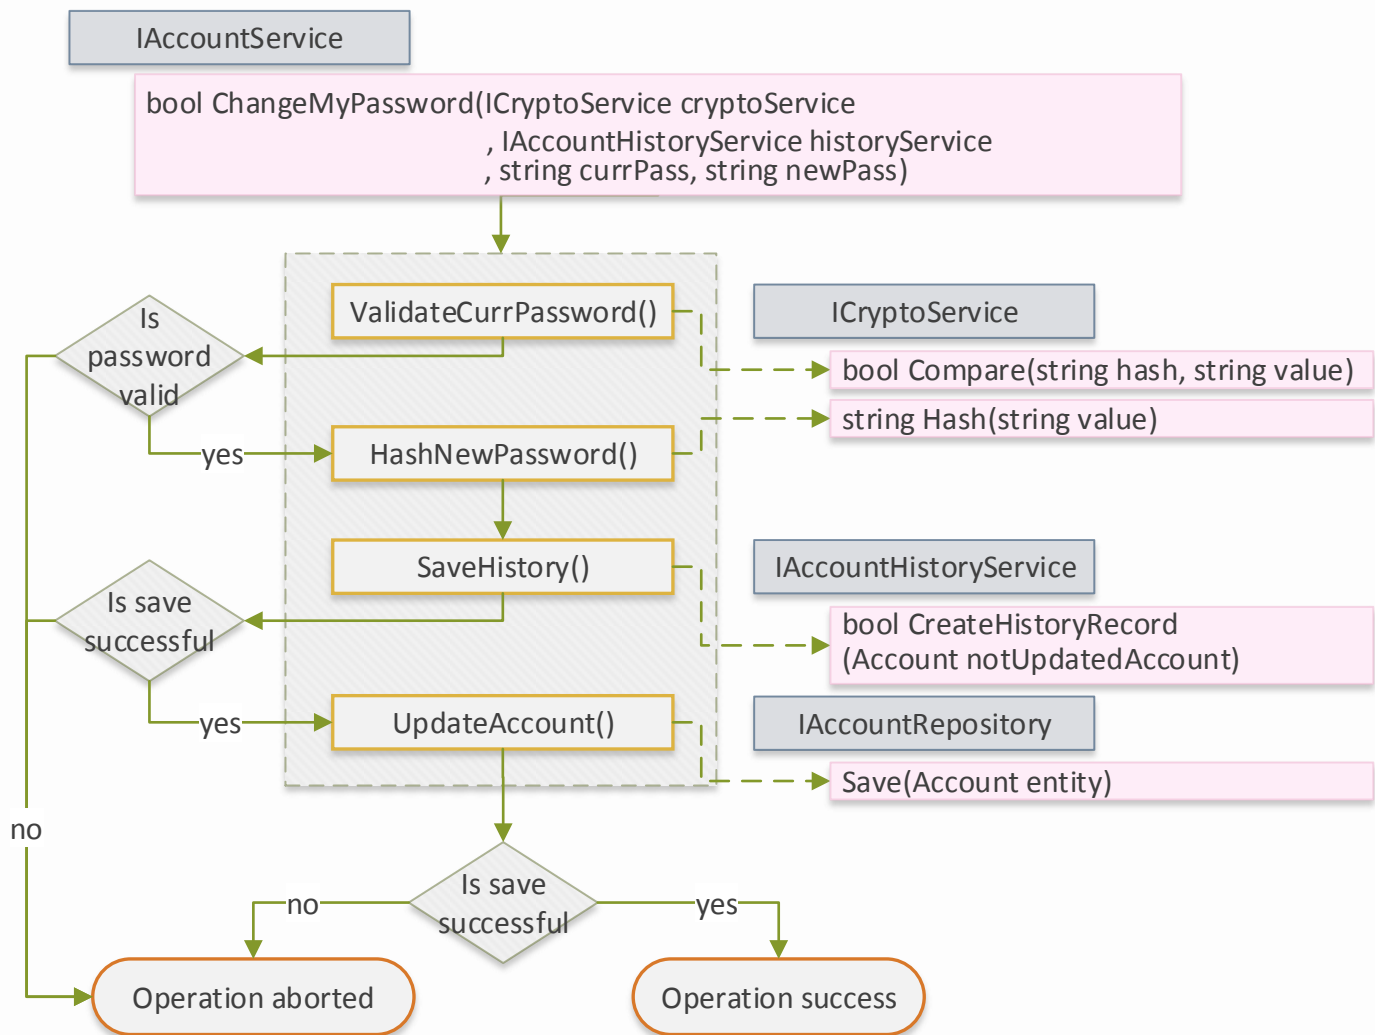 IAccountService
bool ChangeMyPassword(ICryptoService cryptoService
, IAccountHistoryService historyService
, string currPass, string newPass)
ValidateCurrPassword()
ICryptoService
Is
password
valid
bool Compare(string hash, string value)
string Hash(string value)
yes
HashNewPassword()
SaveHistory()
IAccountHistoryService
Is save
successful
bool CreateHistoryRecord
(Account notUpdatedAccount)
yes
UpdateAccount()
IAccountRepository
Save(Account entity)
no
Is save
successful
no
yes
Operation aborted
Operation success